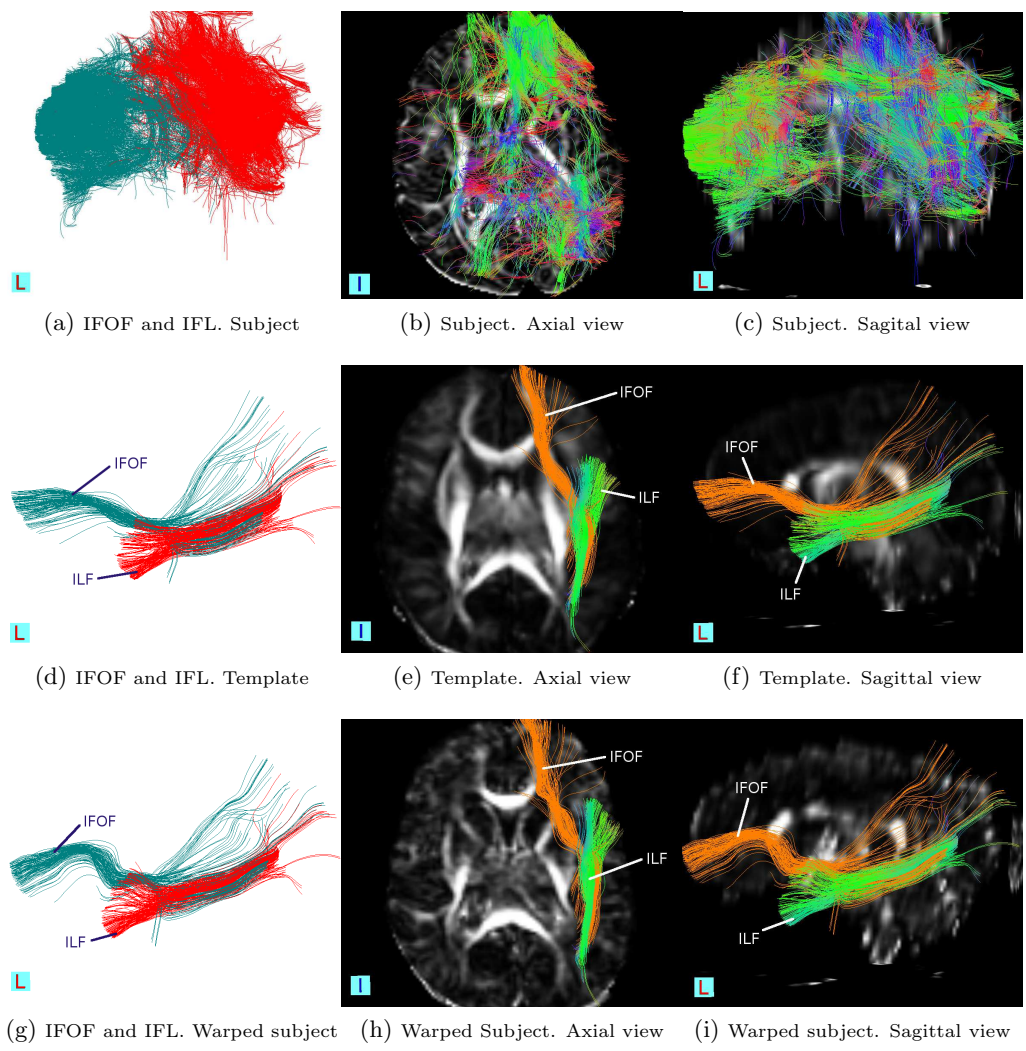 L
I
L
(a) IFOF and IFL. Subject
(b) Subject. Axial view
(c) Subject. Sagital view
IFOF
ILF
L
IFOF
ILF
I
IFOF
ILF
L
(d) IFOF and IFL. Template
(e) Template. Axial view
(f) Template. Sagittal view
IFOF
ILF
L
IFOF
ILF
IFOF
ILF
L
(g) IFOF and IFL. Warped subject
(h) Warped Subject. Axial view
(i) Warped subject. Sagittal view